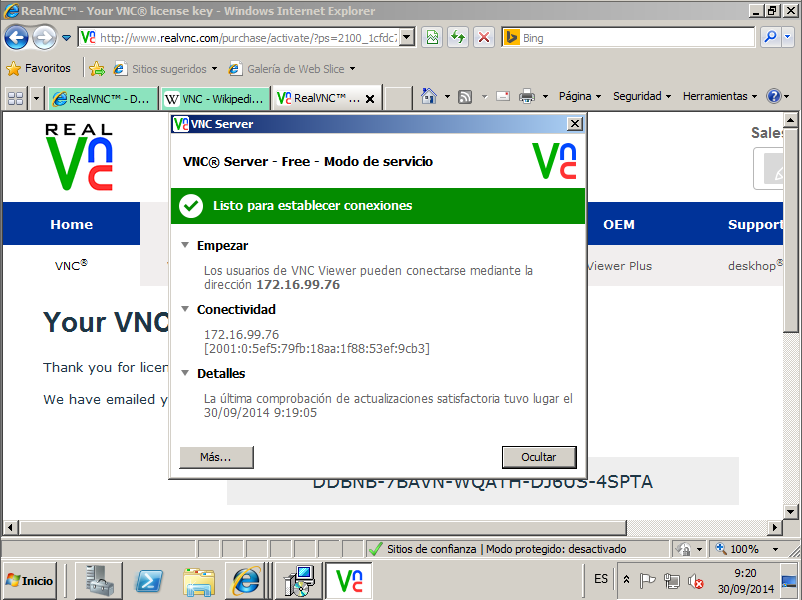 RealVNC™ - Your VNC® license key - Windows Internet Explorer
http://www.realvnc.com/purchase/activate/?ps=2100_1cfdc7
Bing
Favoritos
Sitios sugeridos
Galería de Web Slice
RealVNC™ - D...
VNC - Wikipedi...
RealVNC™ ...
Página
Seguridad
Herramientas
VNC Server
REAL
VNC
VNC® Server - Free - Modo de servicio
Sales
Listo para establecer conexiones
Home
OEM
Support
VNC®
Viewer Plus
deskhop®
Empezar
Los usuarios de VNC Viewer pueden conectarse mediante la
dirección 172.16.99.76
Conectividad
172.16.99.76
[2001:0:5ef5:79fb:18aa:1f88:53ef:9cb3]
Your VNC
Thank you for licen
Detalles
La última comprobación de actualizaciones satisfactoria tuvo lugar el
30/09/2014 9:19:05
We have emailed y
Más...
Ocultar
DDBNB-7BAVN-WQATH-DJ6US-4SPTA
Sitios de confianza | Modo protegido: desactivado
100%
Inicio
ES
9:20
30/09/2014